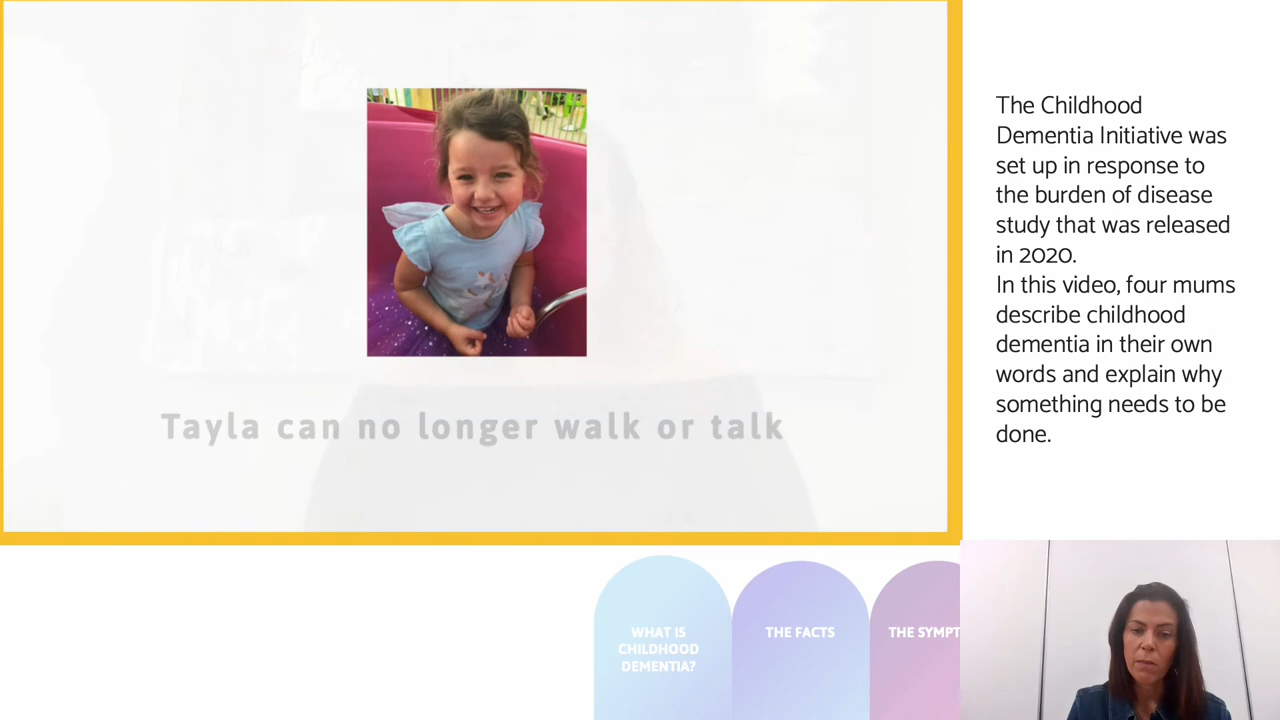 The Childhood
Dementia Initiative was
set up in response to
the burden of disease
study that was released
in 2020.
In this video, four mums
describe childhood
dementia in their own
words and explain why
something needs to be
done.
Tayla can no longer walk or talk
WHAT IS
CHILDHOOD
DEMENTIA?
THE FACTS
THE SYMPT